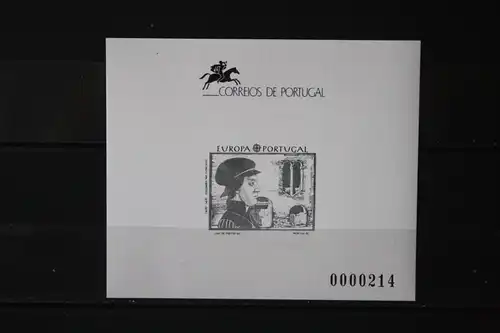 CORREIOS DE PORTUGAL
EUROPA PORTUGAL
0000214